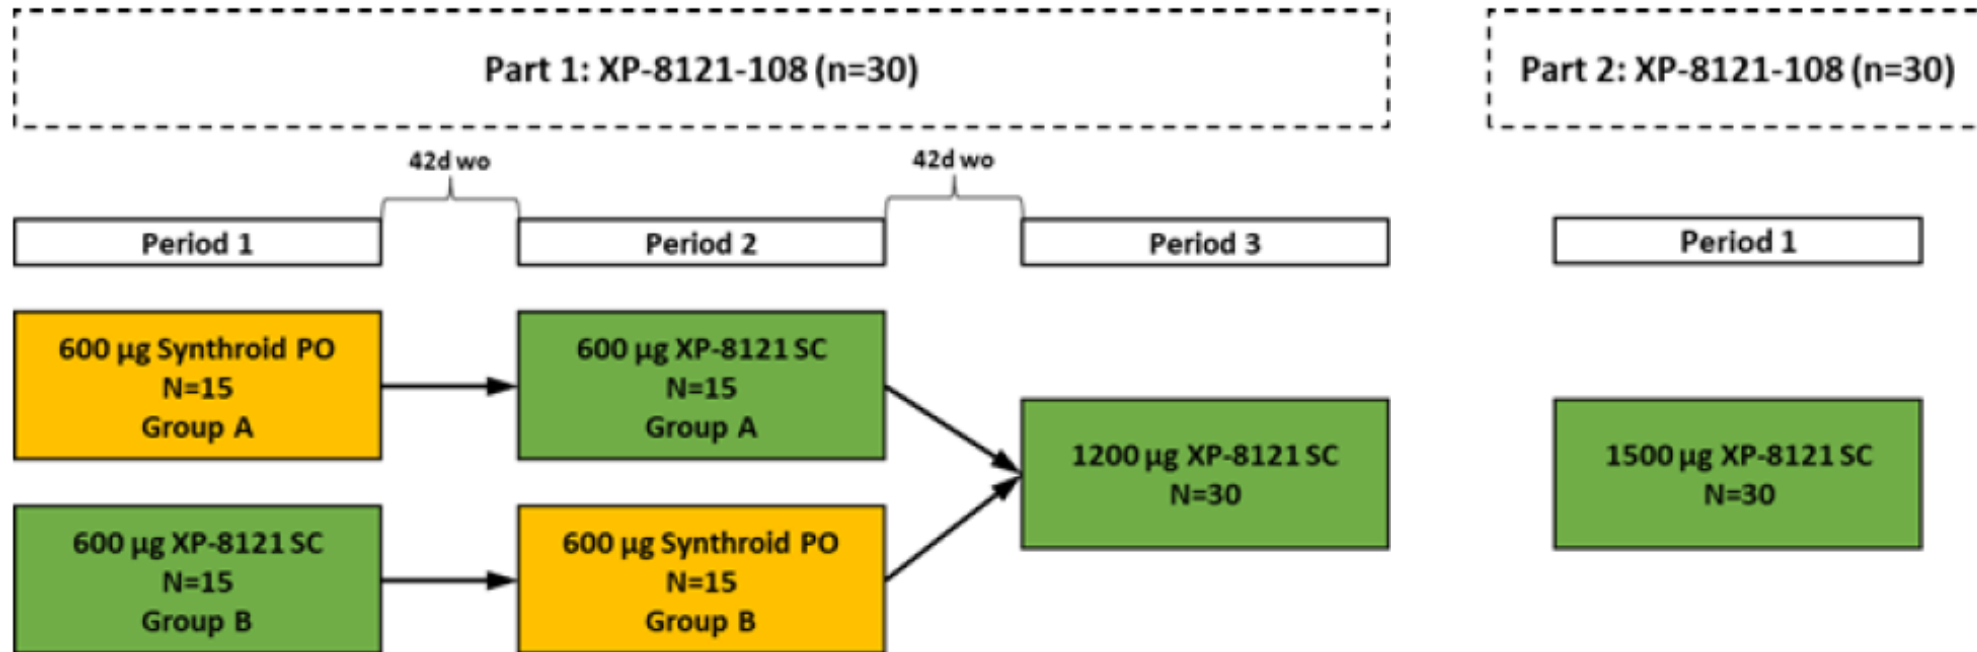 Part 1: XP-8121-108 (n=30)
Part 2: XP-8121-108 (n=30)
42d wo
42d wo
Period 1
Period 2
Period 3
Period 1
600 µg Synthroid PO
N=15
Group A
600 µg XP-8121 SC
N=15
Group A
600 µg XP-8121 SC
N=15
Group B
600 µg Synthroid PO
N=15
Group B
1200 µg XP-8121 SC
N=30
1500 µg XP-8121 SC
N=30